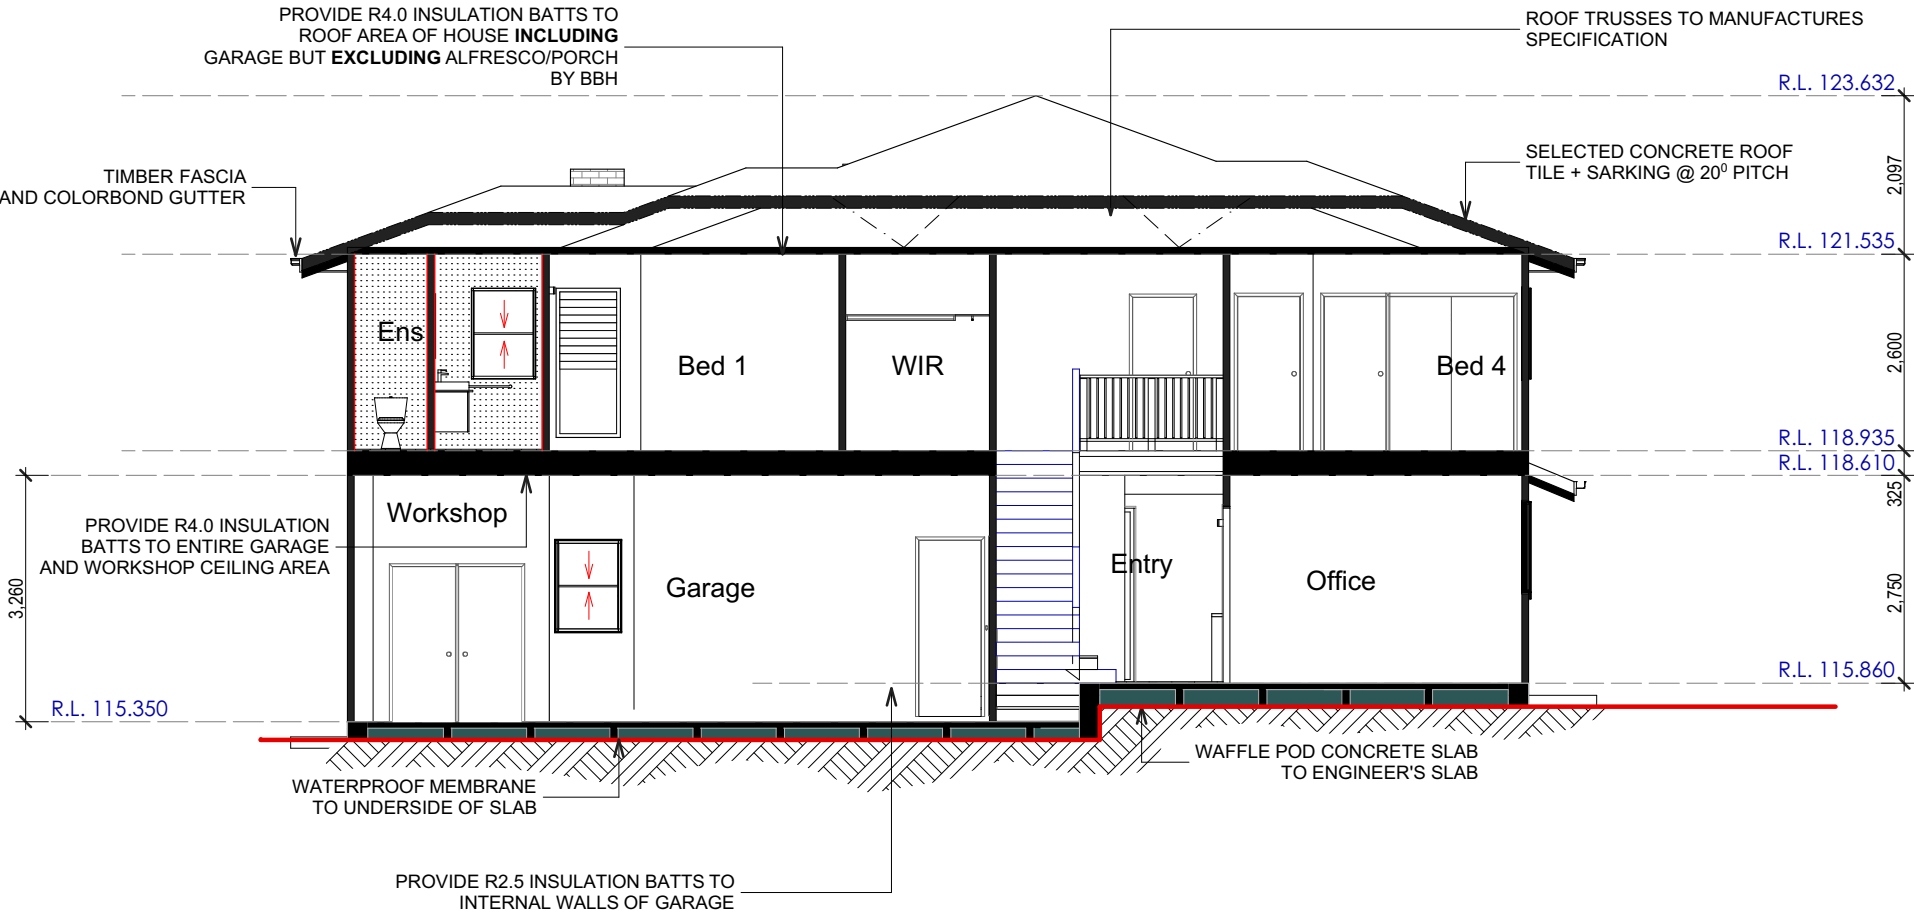 PROVIDE R4.0 INSULATION BATTS TO
ROOF AREA OF HOUSE INCLUDING
GARAGE BUT EXCLUDING ALFRESCO/PORCH
BY BBH
ROOF TRUSSES TO MANUFACTURES
SPECIFICATION
R.L. 123.632
TIMBER FASCIA
AND COLORBOND GUTTER
SELECTED CONCRETE ROOF
TILE + SARKING @ 20⁰ PITCH
2,097
R.L. 121.535
Ens
Bed 1
WIR
Bed 4
2,600
R.L. 118.935
R.L. 118.610
325
Workshop
PROVIDE R4.0 INSULATION
BATTS TO ENTIRE GARAGE
AND WORKSHOP CEILING AREA
Garage
Entry
Office
3,260
2,750
R.L. 115.860
R.L. 115.350
WATERPROOF MEMBRANE
TO UNDERSIDE OF SLAB
WAFFLE POD CONCRETE SLAB
TO ENGINEER'S SLAB
PROVIDE R2.5 INSULATION BATTS TO
INTERNAL WALLS OF GARAGE